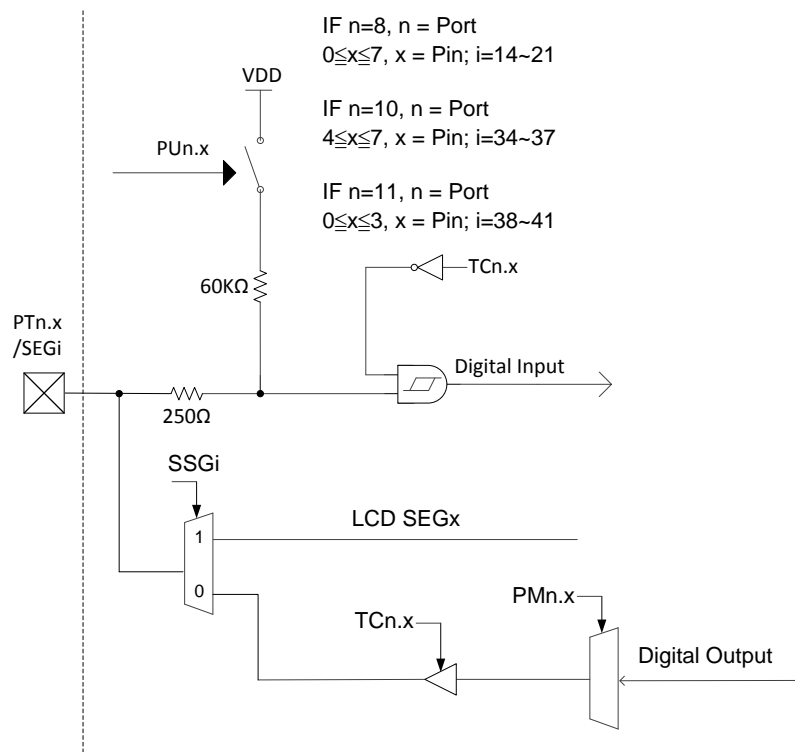 IF n=8, n = Port
0≦x≦7, x = Pin; i=14~21
VDD
IF n=10, n = Port
4≦x≦7, x = Pin; i=34~37
PUn.x
IF n=11, n = Port
0≦x≦3, x = Pin; i=38~41
TCn.x
60KΩ
PTn.x
/SEGi
Digital Input
250Ω
SSGi
LCD SEGx
1
0
PMn.x
TCn.x
Digital Output